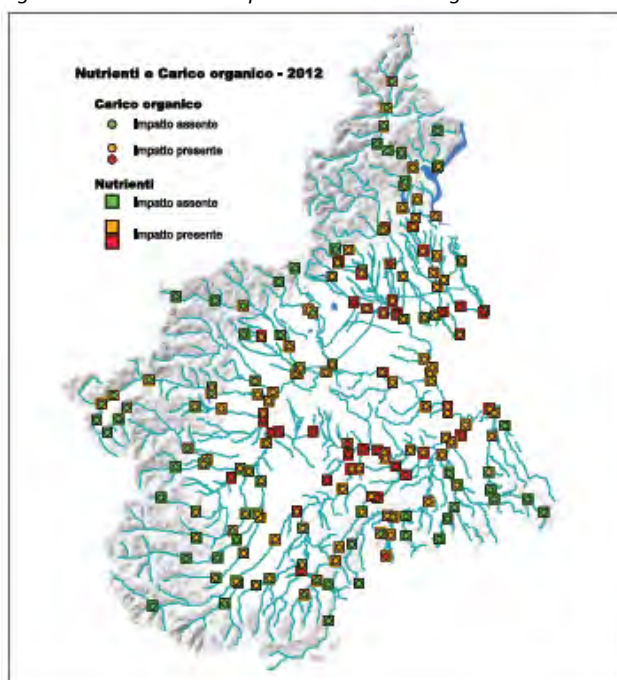 Nutrienti e Carico organico - 2012
Carico organico
Impatto assente
Impatto presente
Nutrienti
Impatto assente
Impatto presente